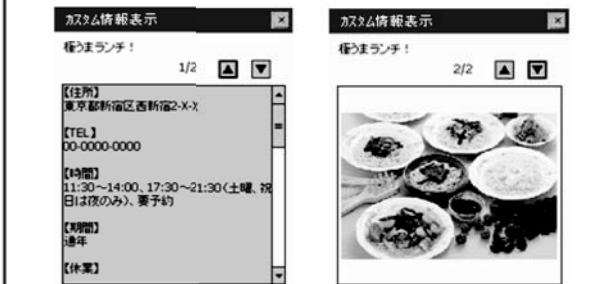 カスタム情報表示
極うまランチ！
1/2
【住所】
東京都新宿区西新宿2-X-X
【TEL】
00-0000-0000
【時間】
11:30～14:00、17:30～21:30(土曜、祝
日は夜のみ)、要予約
【期間】
通年
【休業】
カスタム情報表示
極うまランチ！
2/2